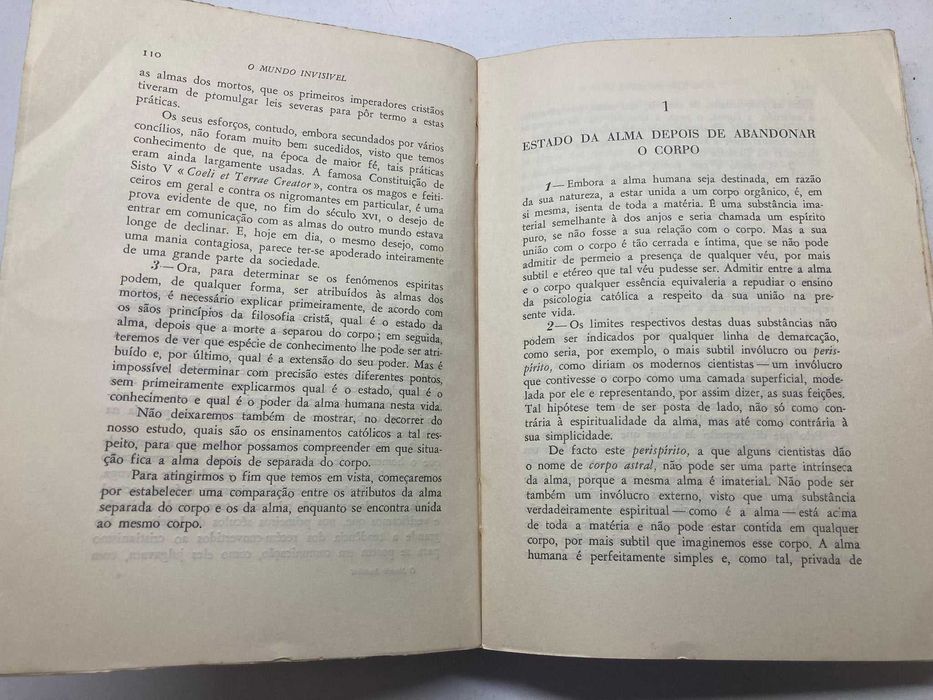 110
O MUNDO INVISIVEL
as almas dos mortos, que os primeiros imperadores cristãos
tiveram de promulgar leis severas para pôr termo a estas
práticas.
Os seus esforços, contudo, embora secundados por vários
concílios, não foram muito bem sucedidos, visto que temos
conhecimento de que, na época de maior fé, tais práticas
eram ainda largamente usadas. A famosa Constituição de
Sisto V « Coeli et Terrae Creator», contra os magos e feiti-
ceiros em geral e contra os nigromantes em particular, é uma
prova evidente de que, no fim do século XVI, o desejo de
entrar em comunicação com as almas do outro mundo estava
longe de declinar. E, hoje em dia, o mesmo desejo, como
uma mania contagiosa, parece ter-se apoderado inteiramente
de uma grande parte da sociedade.
3 — Ora, para determinar se os fenómenos espíritas
podem, de qualquer forma, ser atribuídos às almas dos
mortos, é necessário explicar primeiramente, de acordo com
os sãos princípios da filosofia cristã, qual é o estado da
alma, depois que a morte a separou do corpo; em seguida,
teremos de ver que espécie de conhecimento lhe pode ser atri-
buído e, por último, qual é a extensão do seu poder. Mas é
impossível determinar com precisão estes diferentes pontos,
sem primeiramente explicarmos qual é o estado, qual é o
conhecimento e qual é o poder da alma humana nesta vida.
Não deixaremos também de mostrar, no decorrer do
nosso estudo, quais são os ensinamentos católicos a tal res-
peito, para que melhor possamos compreender em que situa-
ção fica a alma depois de separada do corpo.
Para atingirmos o fim que temos em vista, começaremos
por estabelecer uma comparação entre os atributos da alma
separada do corpo e os da alma, enquanto se encontra unida
ao mesmo corpo.
1
ESTADO DA ALMA DEPOIS DE ABANDONAR
O CORPO
1 — Embora a alma humana seja destinada, em razão
da sua natureza, a estar unida a um corpo orgânico, é, em
si mesma, isenta de toda a matéria. É uma substância ima-
terial semelhante à dos anjos e seria chamada um espírito
puro, se não fosse a sua relação com o corpo. Mas a sua
união com o corpo é tão cerrada e íntima, que se não pode
admitir de permeio a presença de qualquer véu, por mais
subtil e etéreo que tal véu pudesse ser. Admitir entre a alma
e o corpo qualquer essência equivaleria a repudiar o ensino
da psicologia católica a respeito da sua união na pre-
sente vida.
2 — Os limites respectivos destas duas substâncias não
podem ser indicados por qualquer linha de demarcação,
como seria, por exemplo, o mais subtil invólucro ou peris-
pírito, como diriam os modernos cientistas — um invólucro
que contivesse o corpo como uma camada superficial, mode-
lada por ele e representando, por assim dizer, as suas feições.
Tal hipótese tem de ser posta de lado, não só como con-
trária à espiritualidade da alma, mas até como contrária à
sua simplicidade.
De facto este perispírito, a que alguns cientistas dão
o nome de corpo astral, não pode ser uma parte intrínseca
da alma, porque a mesma alma é imaterial. Não pode ser
também um invólucro externo, visto que uma substância
verdadeiramente espiritual — como é a alma — está acima
de toda a matéria e não pode estar contida em qualquer
corpo, por mais subtil que imaginemos esse corpo. A alma
humana é perfeitamente simples e, como tal, privada de